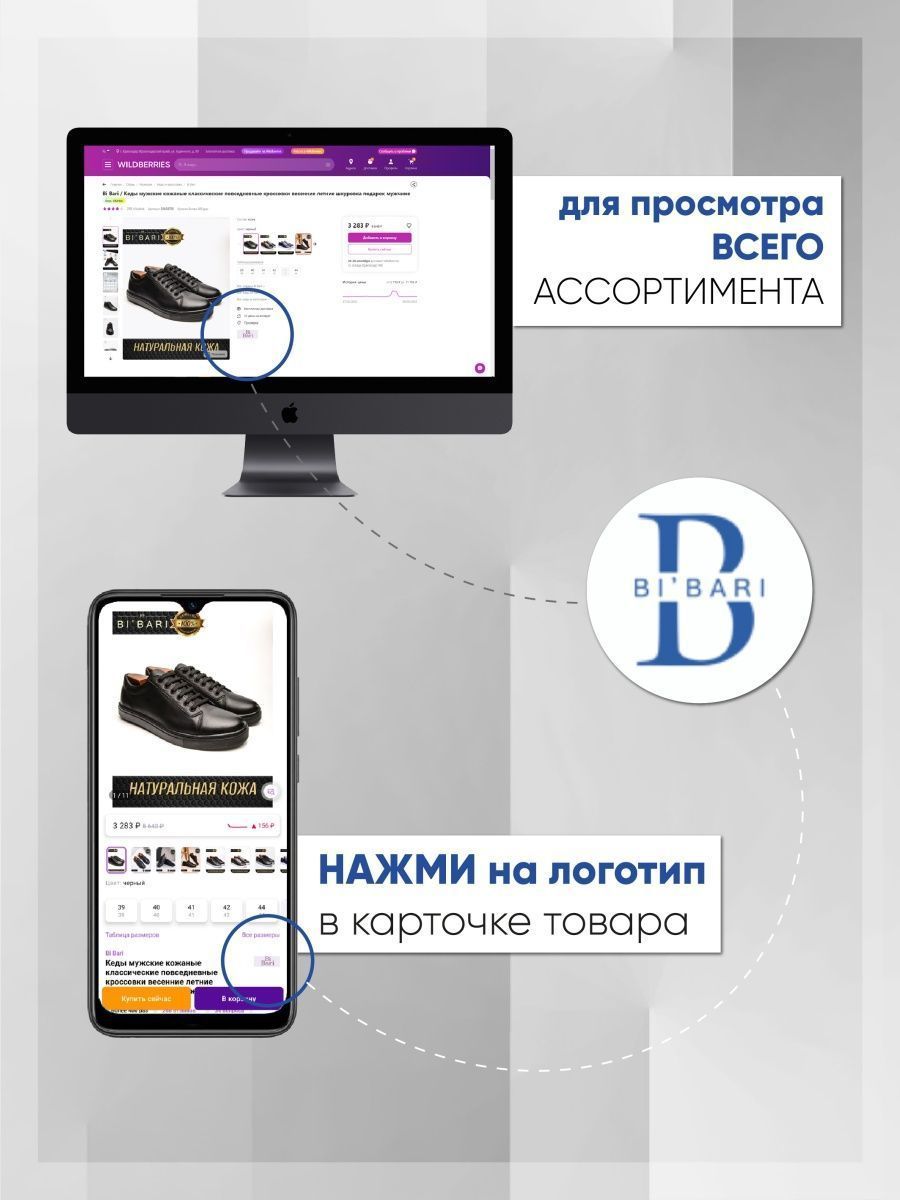 WILDBERRIES
Bi Bari / Кеды мужские кожаные классические повседневные кроссовки весенние летние шнуровка подарок мужчине
BI'BARI
3 283 ₽
Добавить в корзину
Купить сейчас
НАТУРАЛЬНАЯ КОЖА
для просмотра
ВСЕГО
АССОРТИМЕНТА
B
BI'BARI
BI'BARI
НАТУРАЛЬНАЯ КОЖА
1 / 11
3 283 ₽ 8 640 ₽ ▲ 156 ₽
Цвет: черный
39 40 41 42 44
39 40 41 42
Таблица размеров Все размеры
Bi Bari
Кеды мужские кожаные
классические повседневные
кроссовки весенние летние
Bi
Bari
Купить сейчас В корзину
НАЖМИ на логотип
в карточке товара